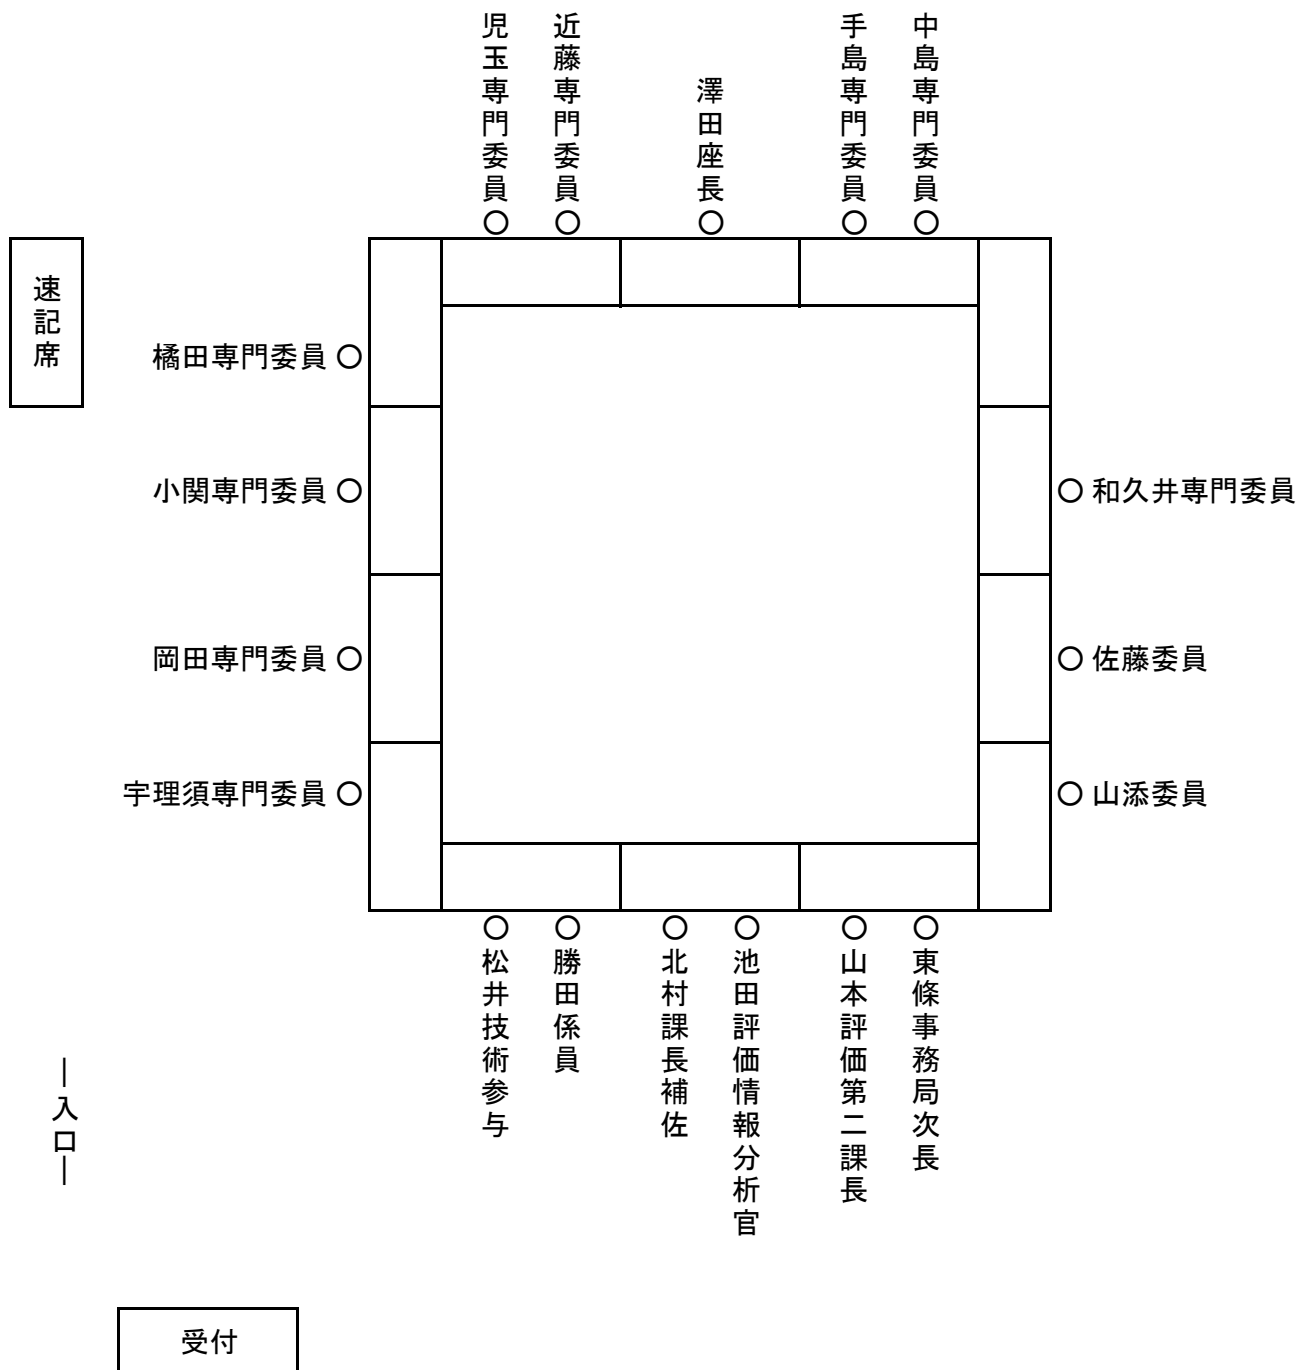 児玉専門委員○
近藤専門委員○
澤田座長○
手島専門委員○
中島専門委員○
速記席
橘田専門委員 ○
小関専門委員 ○
○ 和久井専門委員
岡田専門委員 ○
○ 佐藤委員
宇理須専門委員 ○
○ 山添委員
○松井技術参与
○勝田係員
○北村課長補佐
○池田評価情報分析官
○山本評価第二課長
○東條事務局次長
―入口―
受付